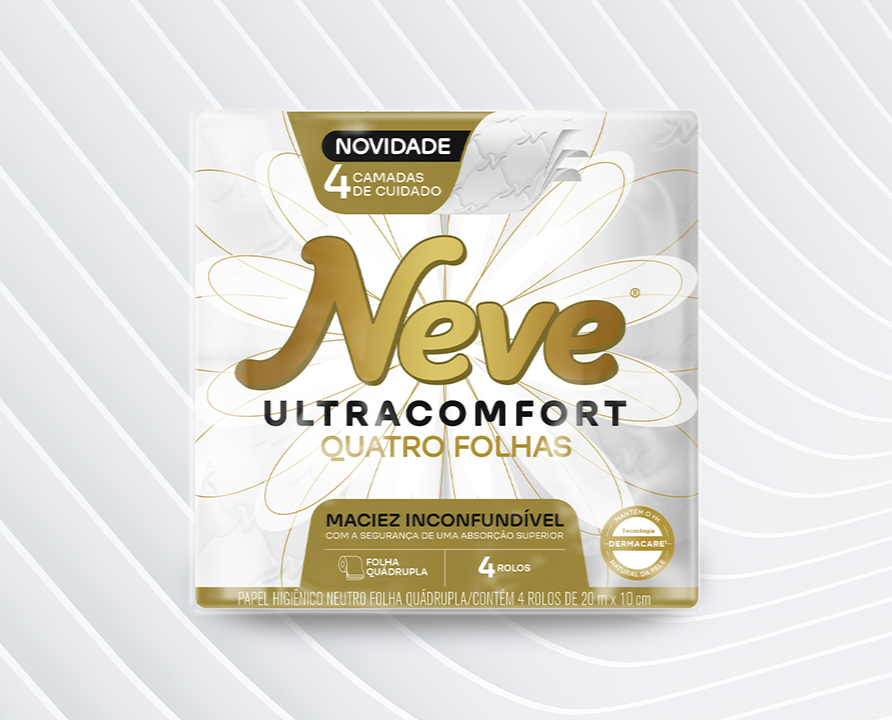 NOVIDADE
4 CAMADAS
DE CUIDADO
Neve®
ULTRACOMFORT
QUATRO FOLHAS
MACIEZ INCONFUNDÍVEL
COM A SEGURANÇA DE UMA ABSORÇÃO SUPERIOR
FOLHA
QUÁDRUPLA
4 ROLOS
MANTÉM O PH
Tecnologia
DERMACARE
NATURAL DA PELE
PAPEL HIGIÊNICO NEUTRO FOLHA QUÁDRUPLA/CONTÉM 4 ROLOS DE 20 m x 10 cm